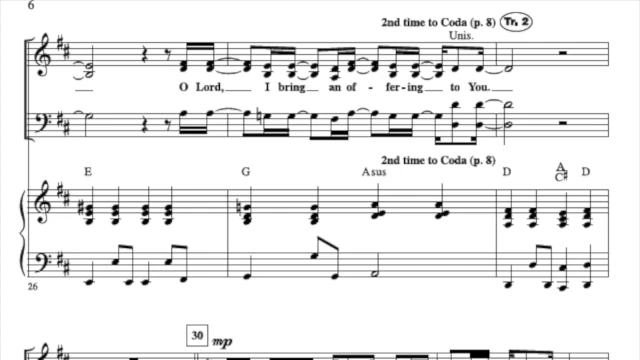 6
2nd time to Coda (p. 8) Tr. 2
Unis.
O Lord, I bring an of - fer - ing to You.
2nd time to Coda (p. 8)
E G Asus D A/C# D
26
30 mp